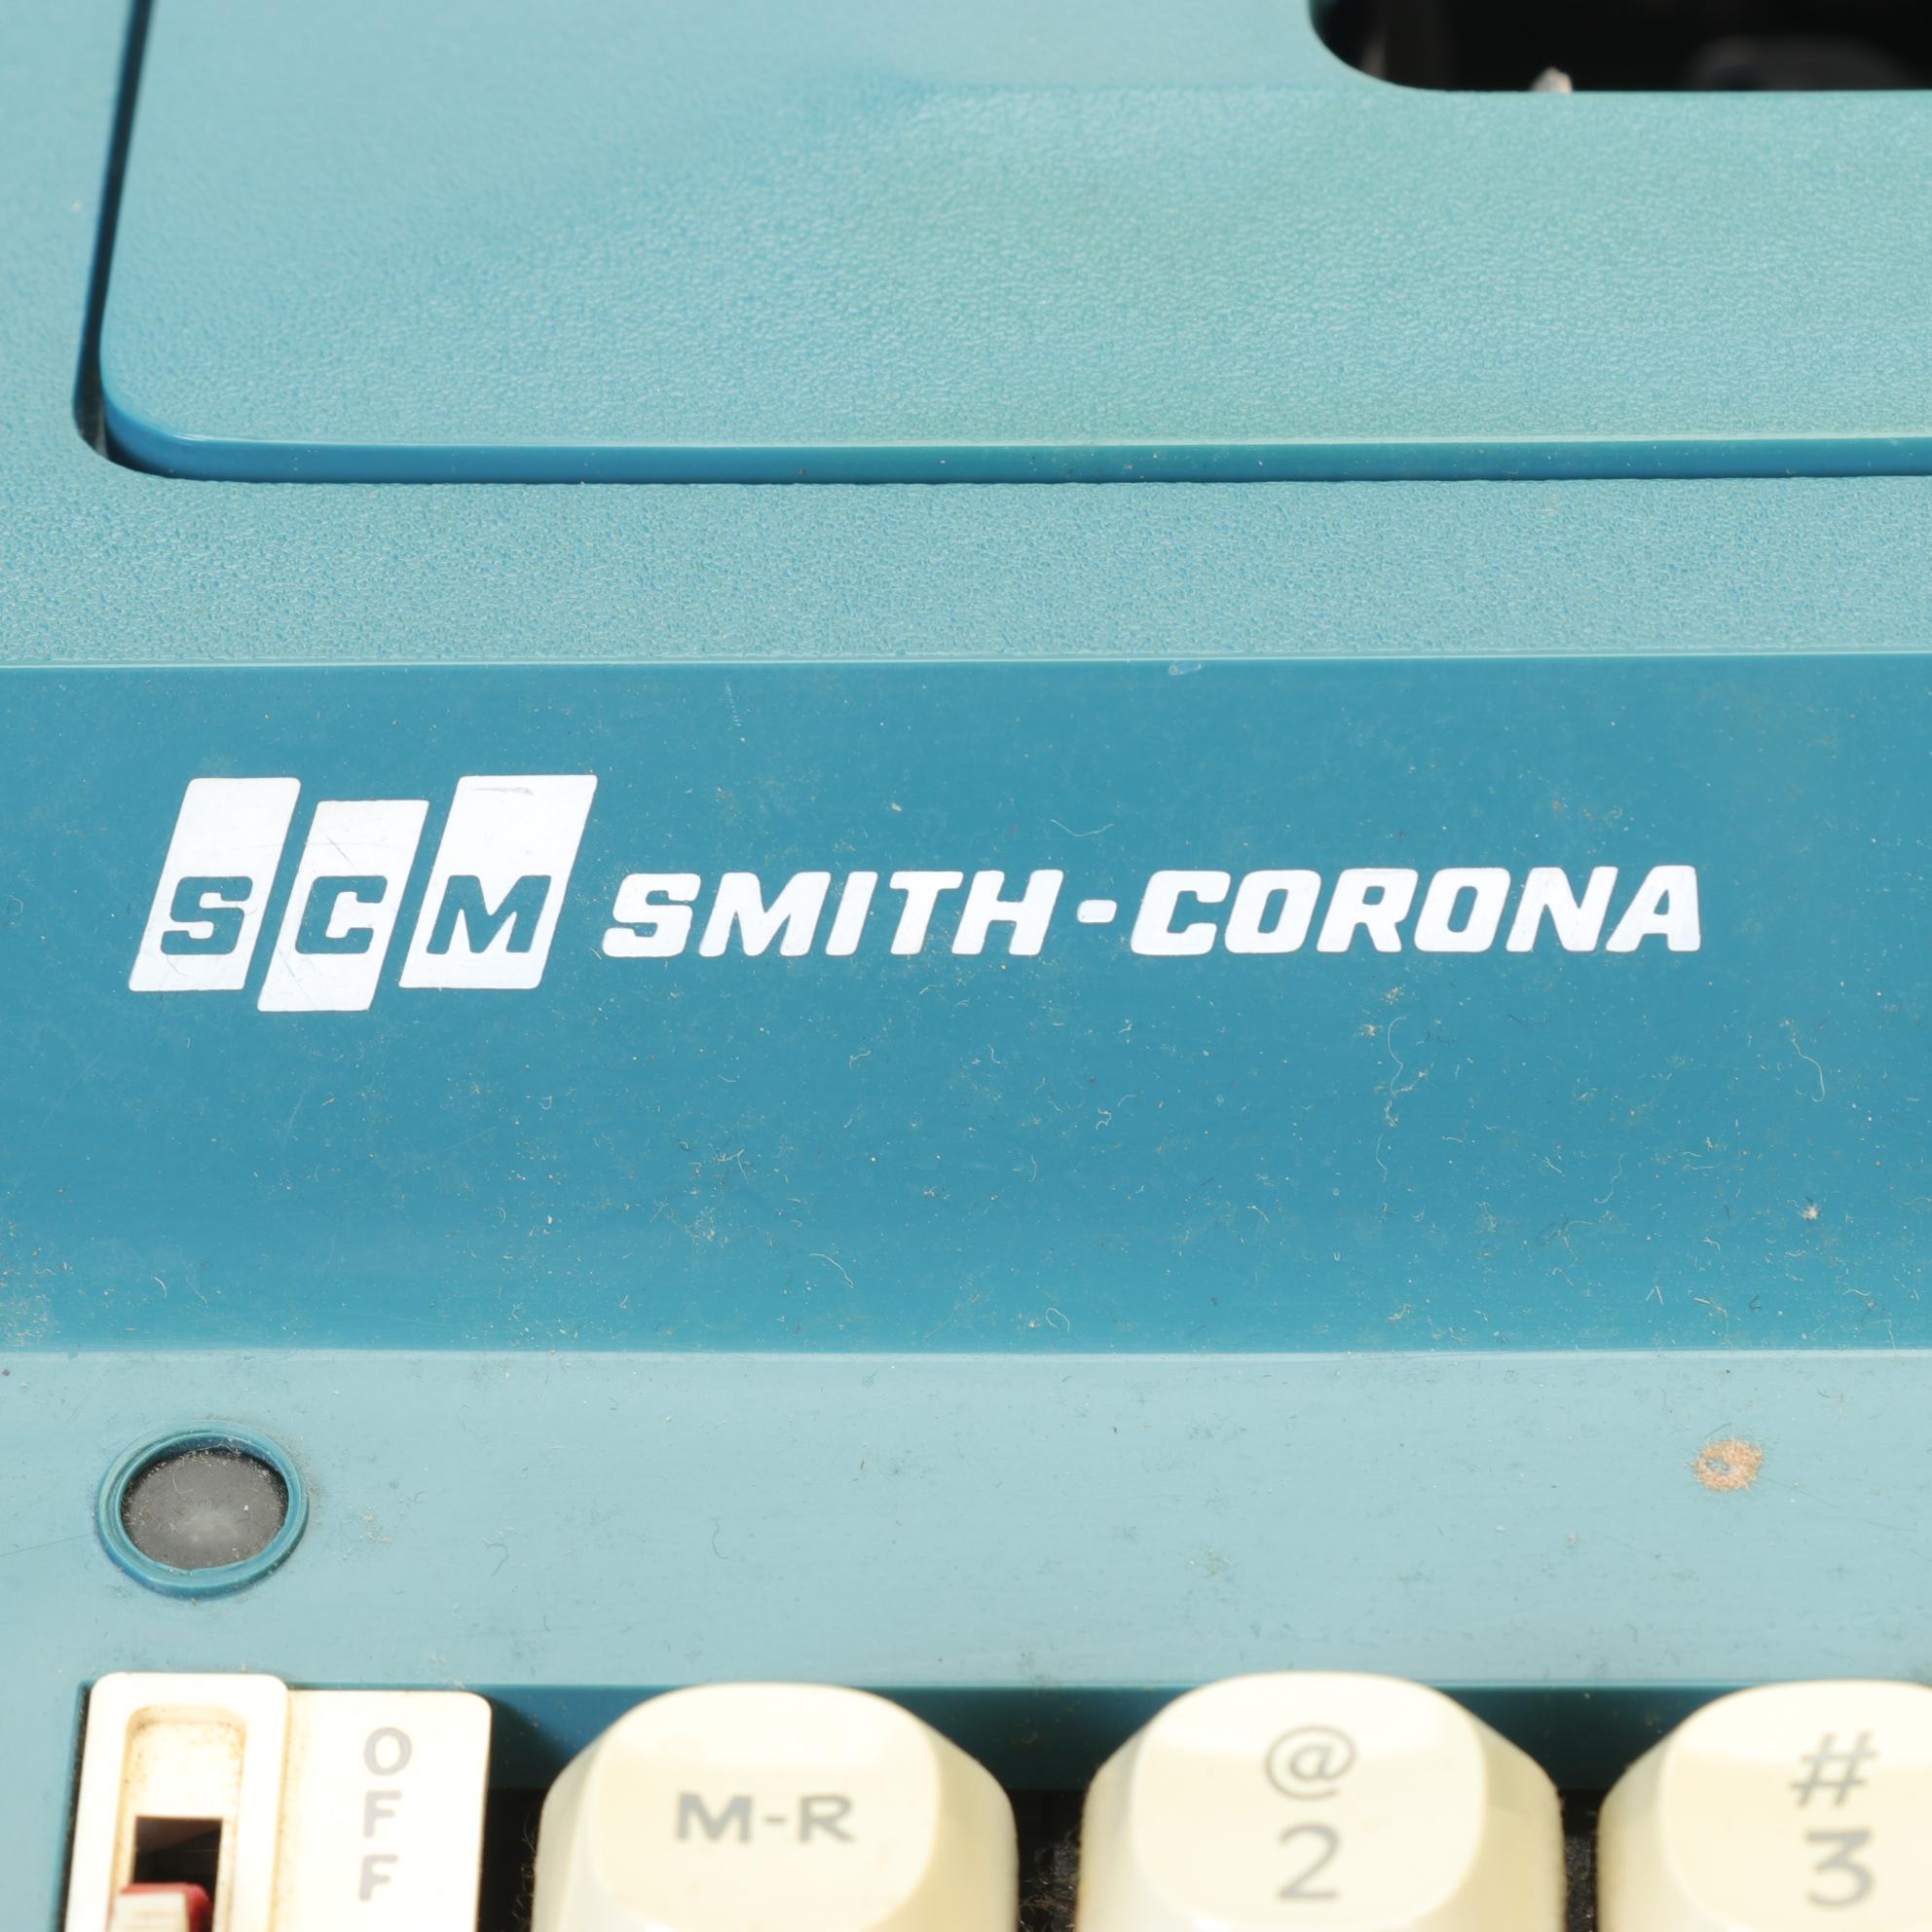 SCM SMITH-CORONA
OFF
M-R
@
2
#
3